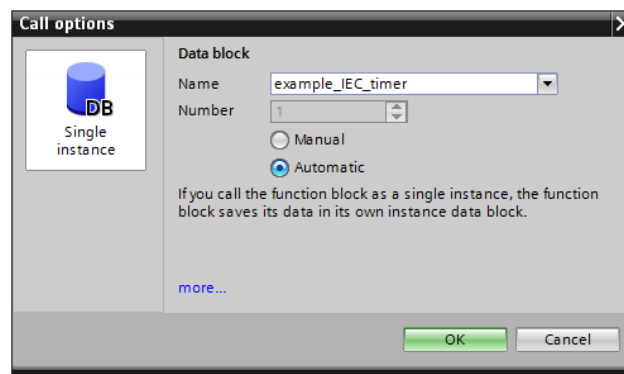 Call options
DB
Single
instance
Data block
Name
example_IEC_timer
Number
1
Manual
Automatic
If you call the function block as a single instance, the function
block saves its data in its own instance data block.
more...
OK
Cancel